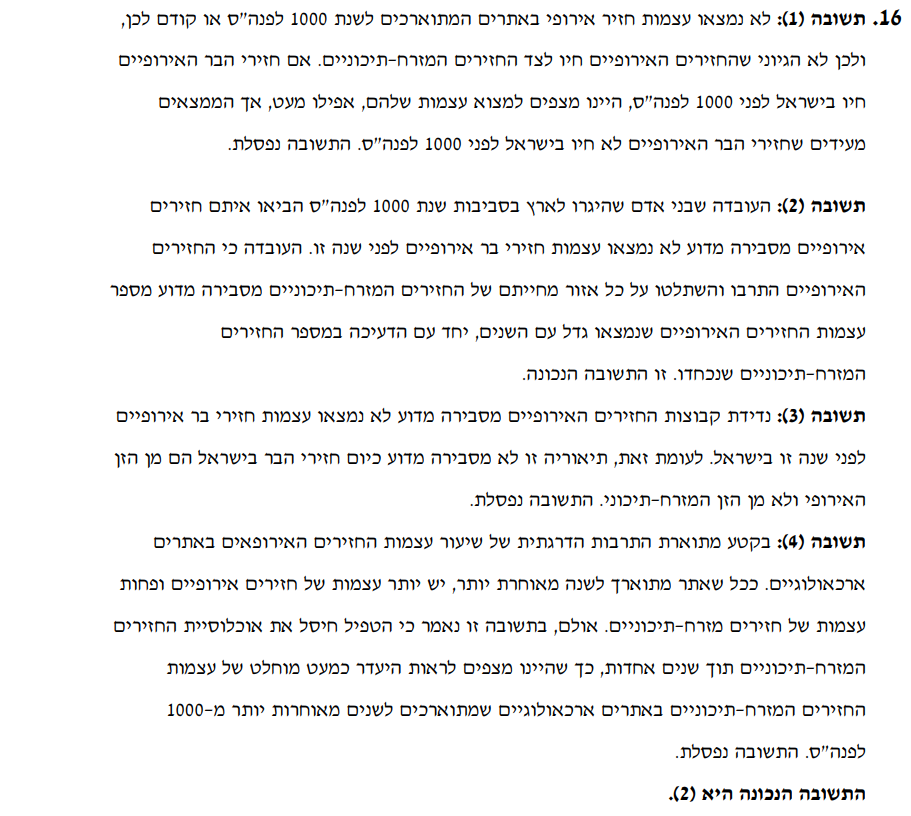 16. תשובה (1): לא נמצאו עצמות חזיר אירופי באתרים המתוארכים לשנת 1000 לפנה"ס או קודם לכן,
ולכן לא הגיוני שהחזירים האירופיים חיו לצד החזירים המזרח-תיכוניים. אם חזירי הבר האירופיים
חיו בישראל לפני 1000 לפנה"ס, היינו מצפים למצוא עצמות שלהם, אפילו מעט, אך הממצאים
מעידים שחזירי הבר האירופיים לא חיו בישראל לפני 1000 לפנה"ס. התשובה נפסלת.
תשובה (2): העובדה שבני אדם שהיגרו לארץ בסביבות שנת 1000 לפנה"ס הביאו איתם חזירים
אירופיים מסבירה מדוע לא נמצאו עצמות חזירי בר אירופיים לפני שנה זו. העובדה כי החזירים
האירופיים התרבו והשתלטו על כל אזור מחייתם של החזירים המזרח-תיכוניים מסבירה מדוע מספר
עצמות החזירים האירופיים שנמצאו גדל עם השנים, יחד עם הדעיכה במספר החזירים
המזרח-תיכוניים שנכחדו. זו התשובה הנכונה.
תשובה (3): נדידת קבוצות החזירים האירופיים מסבירה מדוע לא נמצאו עצמות חזירי בר אירופיים
לפני שנה זו בישראל. לעומת זאת, תיאוריה זו לא מסבירה מדוע כיום חזירי הבר בישראל הם מן הזן
האירופי ולא מן הזן המזרח-תיכוני. התשובה נפסלת.
תשובה (4): בקטע מתוארת התרבות הדרגתית של שיעור עצמות החזירים האירופאים באתרים
ארכאולוגיים. ככל שאתר מתוארך לשנה מאוחרת יותר, יש יותר עצמות של חזירים אירופיים ופחות
עצמות של חזירים מזרח-תיכוניים. אולם, בתשובה זו נאמר כי הטפיל חיסל את אוכלוסיית החזירים
המזרח-תיכוניים תוך שנים אחדות, כך שהיינו מצפים לראות היעדר כמעט מוחלט של עצמות
החזירים המזרח-תיכוניים באתרים ארכאולוגיים שמתוארכים לשנים מאוחרות יותר מ-1000
לפנה"ס. התשובה נפסלת.
התשובה הנכונה היא (2).